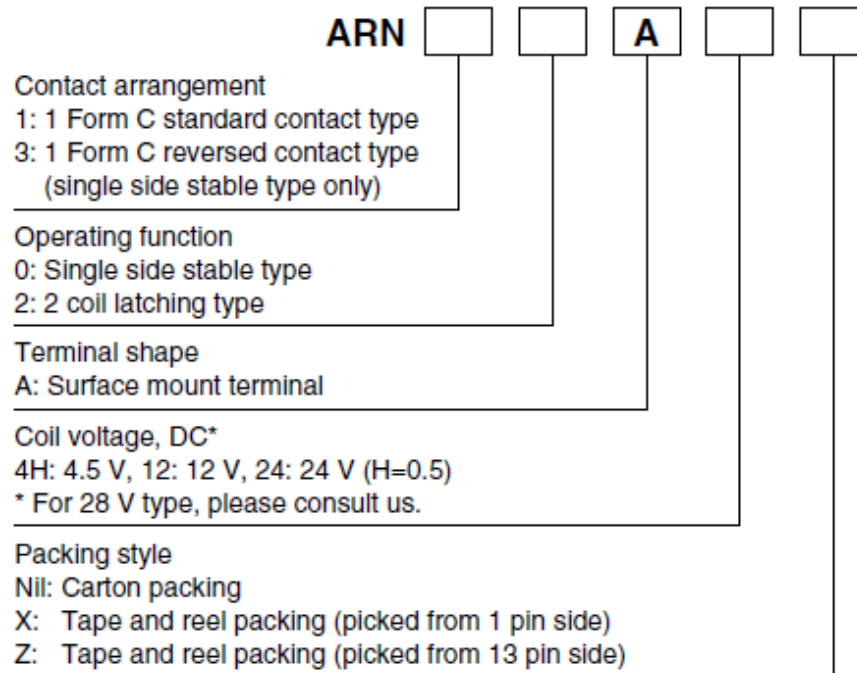 ARN A
Contact arrangement
1: 1 Form C standard contact type
3: 1 Form C reversed contact type
(single side stable type only)
Operating function
0: Single side stable type
2: 2 coil latching type
Terminal shape
A: Surface mount terminal
Coil voltage, DC*
4H: 4.5 V, 12: 12 V, 24: 24 V (H=0.5)
* For 28 V type, please consult us.
Packing style
Nil: Carton packing
X: Tape and reel packing (picked from 1 pin side)
Z: Tape and reel packing (picked from 13 pin side)